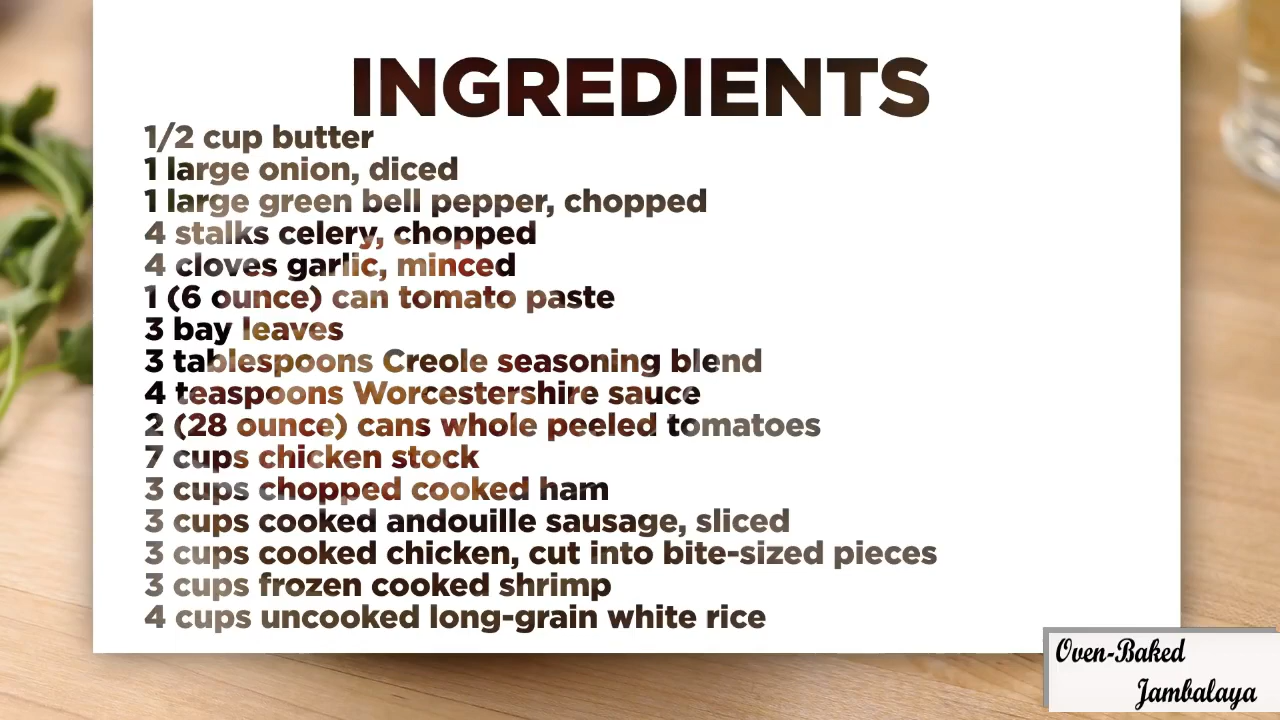 INGREDIENTS
1/2 cup butter
1 large onion, diced
1 large green bell pepper, chopped
4 stalks celery, chopped
4 cloves garlic, minced
1 (6 ounce) can tomato paste
3 bay leaves
3 tablespoons Creole seasoning blend
4 teaspoons Worcestershire sauce
2 (28 ounce) cans whole peeled tomatoes
7 cups chicken stock
3 cups chopped cooked ham
3 cups cooked andouille sausage, sliced
3 cups cooked chicken, cut into bite-sized pieces
3 cups frozen cooked shrimp
4 cups uncooked long-grain white rice
Oven-Baked
Jambalaya